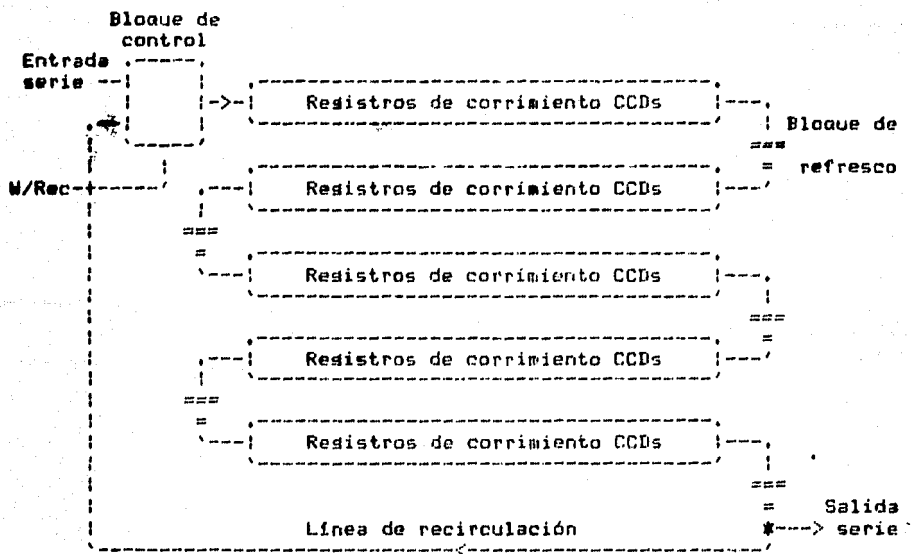 Bloque de
control
Entrada
serie
Registros de corrimiento CCDs
Bloque de
refresco
W/Rec
Registros de corrimiento CCDs
Registros de corrimiento CCDs
Registros de corrimiento CCDs
Registros de corrimiento CCDs
Salida
serie
Línea de recirculación